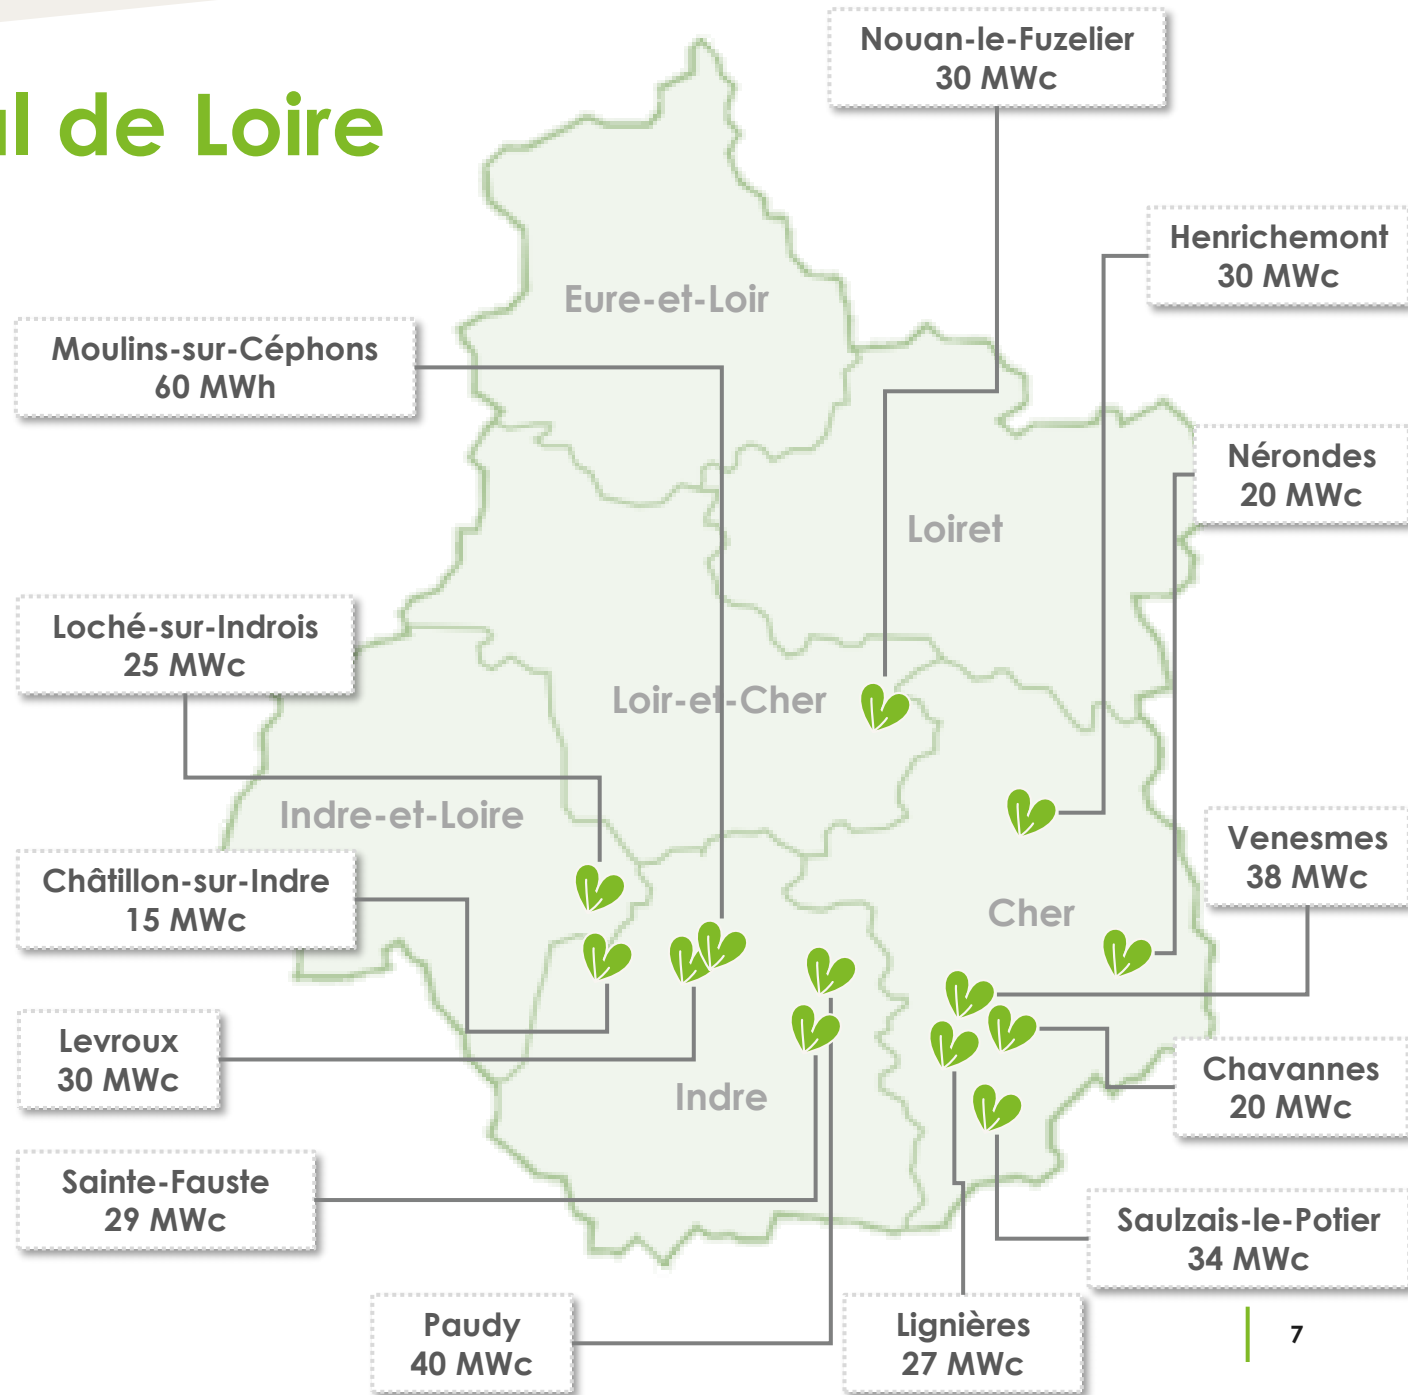 al de Loire
Nouan-le-Fuzelier
30 MWc
Henrichemont
30 MWc
Eure-et-Loir
Moulins-sur-Céphons
60 MWh
Nérondes
20 MWc
Loiret
Loché-sur-Indrois
25 MWc
Loir-et-Cher
Indre-et-Loire
Venesmes
38 MWc
Châtillon-sur-Indre
15 MWc
Cher
Levroux
30 MWc
Chavannes
20 MWc
Indre
Sainte-Fauste
29 MWc
Saulzais-le-Potier
34 MWc
Paudy
40 MWc
Lignières
27 MWc
7